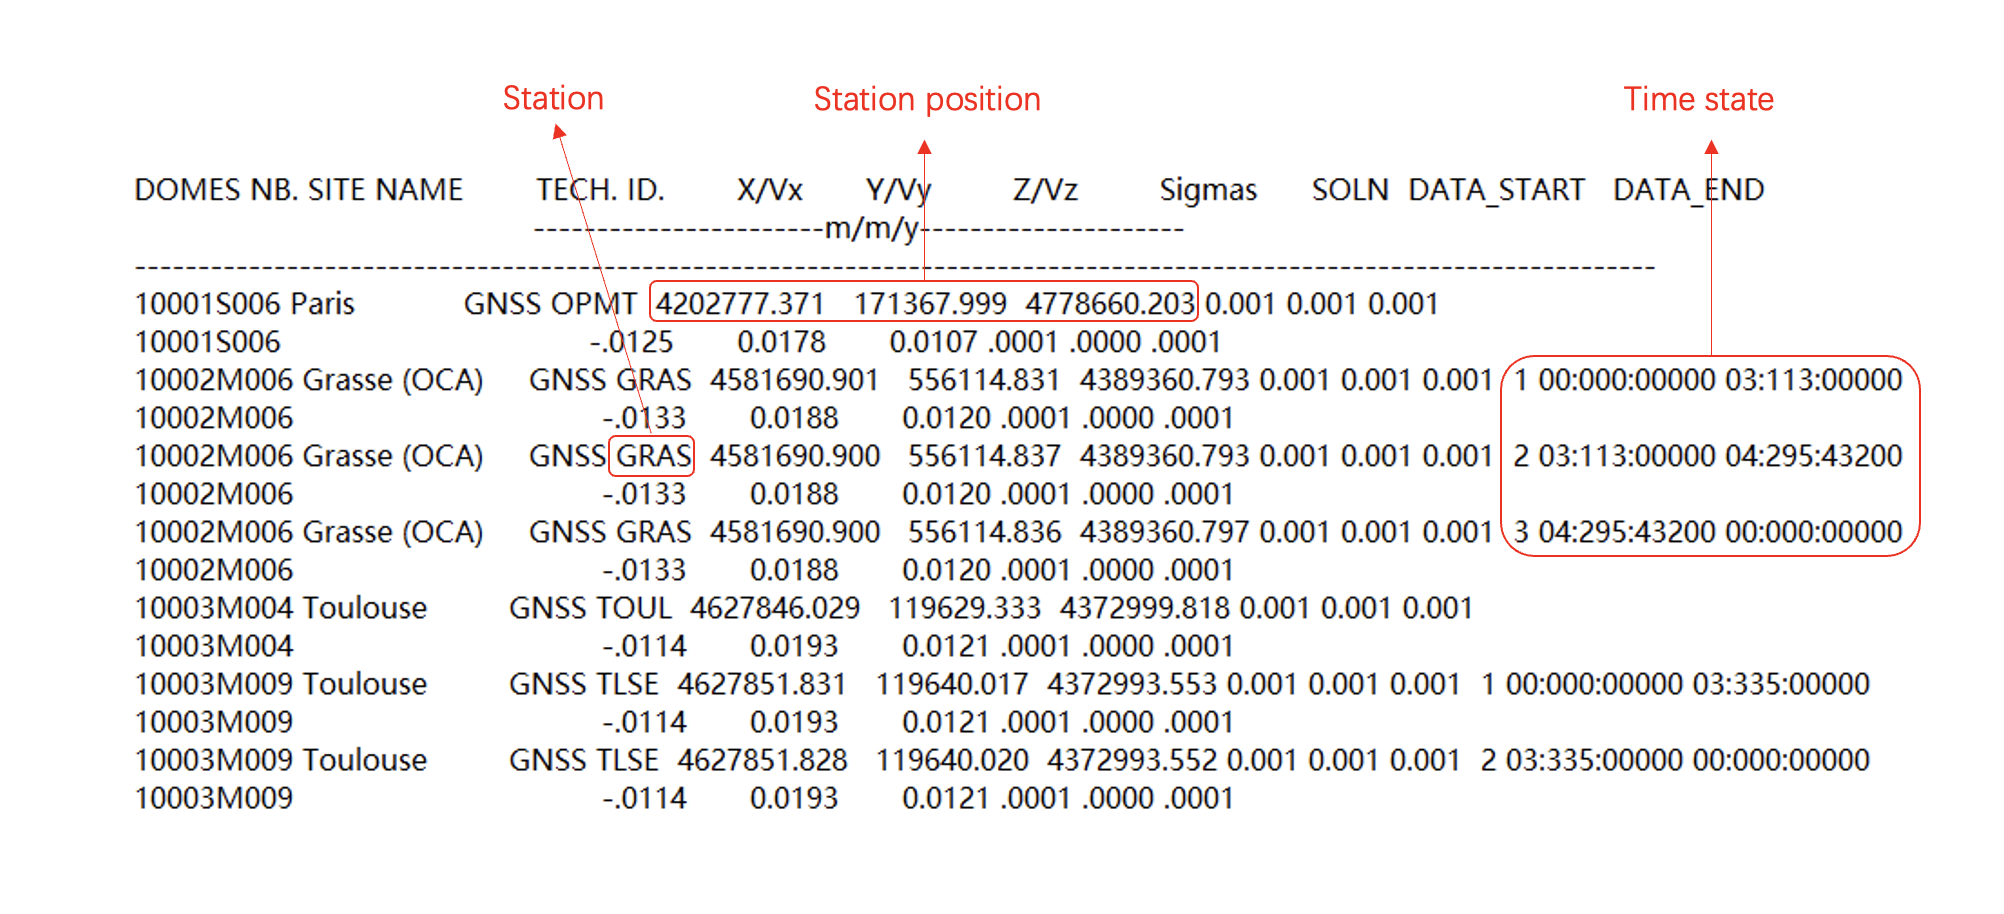 Station Station position Time state
DOMES NB. SITE NAME TECH. ID. X/Vx Y/Vy Z/Vz Sigmas SOLN DATA_START DATA_END
-----------------------m/m/y---------------------
-------------------------------------------------------------------------------------------------------------------------
10001S006 Paris GNSS OPMT 4202777.371 171367.999 4778660.203 0.001 0.001 0.001
10001S006 -.0125 0.0178 0.0107 .0001 .0000 .0001
10002M006 Grasse (OCA) GNSS GRAS 4581690.901 556114.831 4389360.793 0.001 0.001 0.001 1 00:000:00000 03:113:00000
10002M006 -.0133 0.0188 0.0120 .0001 .0000 .0001
10002M006 Grasse (OCA) GNSS GRAS 4581690.900 556114.837 4389360.793 0.001 0.001 0.001 2 03:113:00000 04:295:43200
10002M006 -.0133 0.0188 0.0120 .0001 .0000 .0001
10002M006 Grasse (OCA) GNSS GRAS 4581690.900 556114.836 4389360.797 0.001 0.001 0.001 3 04:295:43200 00:000:00000
10002M006 -.0133 0.0188 0.0120 .0001 .0000 .0001
10003M004 Toulouse GNSS TOUL 4627846.029 119629.333 4372999.818 0.001 0.001 0.001
10003M004 -.0114 0.0193 0.0121 .0001 .0000 .0001
10003M009 Toulouse GNSS TLSE 4627851.831 119640.017 4372993.553 0.001 0.001 0.001 1 00:000:00000 03:335:00000
10003M009 -.0114 0.0193 0.0121 .0001 .0000 .0001
10003M009 Toulouse GNSS TLSE 4627851.828 119640.020 4372993.552 0.001 0.001 0.001 2 03:335:00000 00:000:00000
10003M009 -.0114 0.0193 0.0121 .0001 .0000 .0001